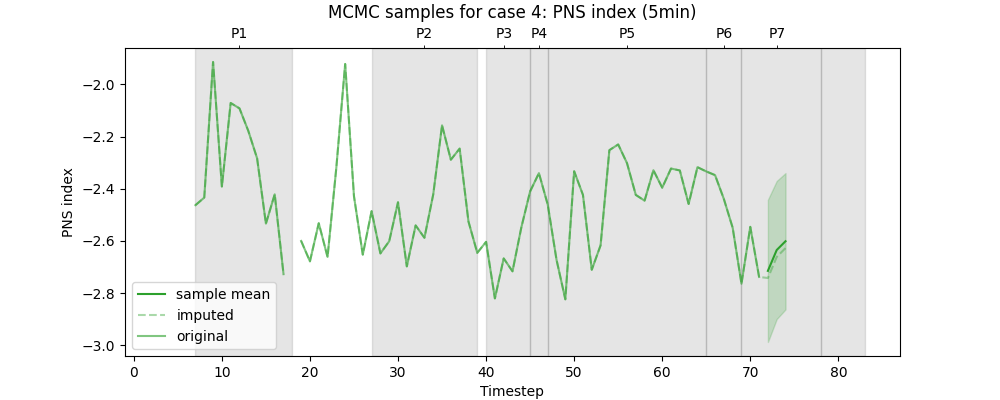 MCMC samples for case 4: PNS index (5min)
P1 P2 P3 P4 P5 P6 P7
PNS index
−2.0
−2.2
−2.4
−2.6
−2.8
−3.0
sample mean
imputed
original
0 10 20 30 40 50 60 70 80
Timestep